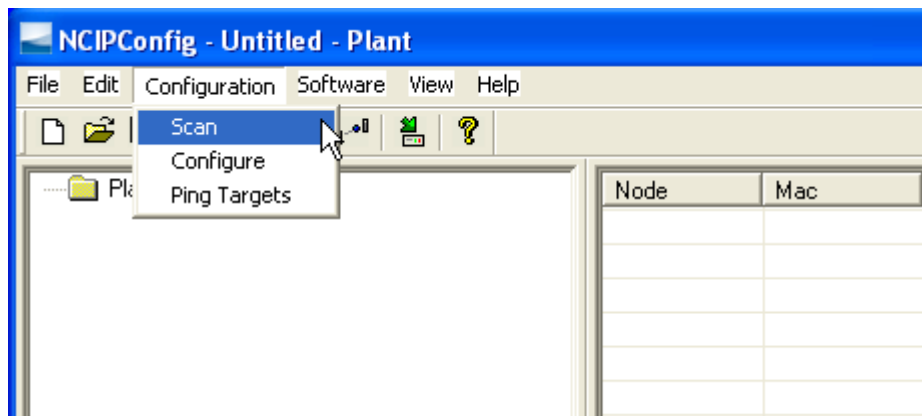 NCIPConfig - Untitled - Plant
File Edit Configuration Software View Help
Scan
Configure
Ping Targets
Node Mac